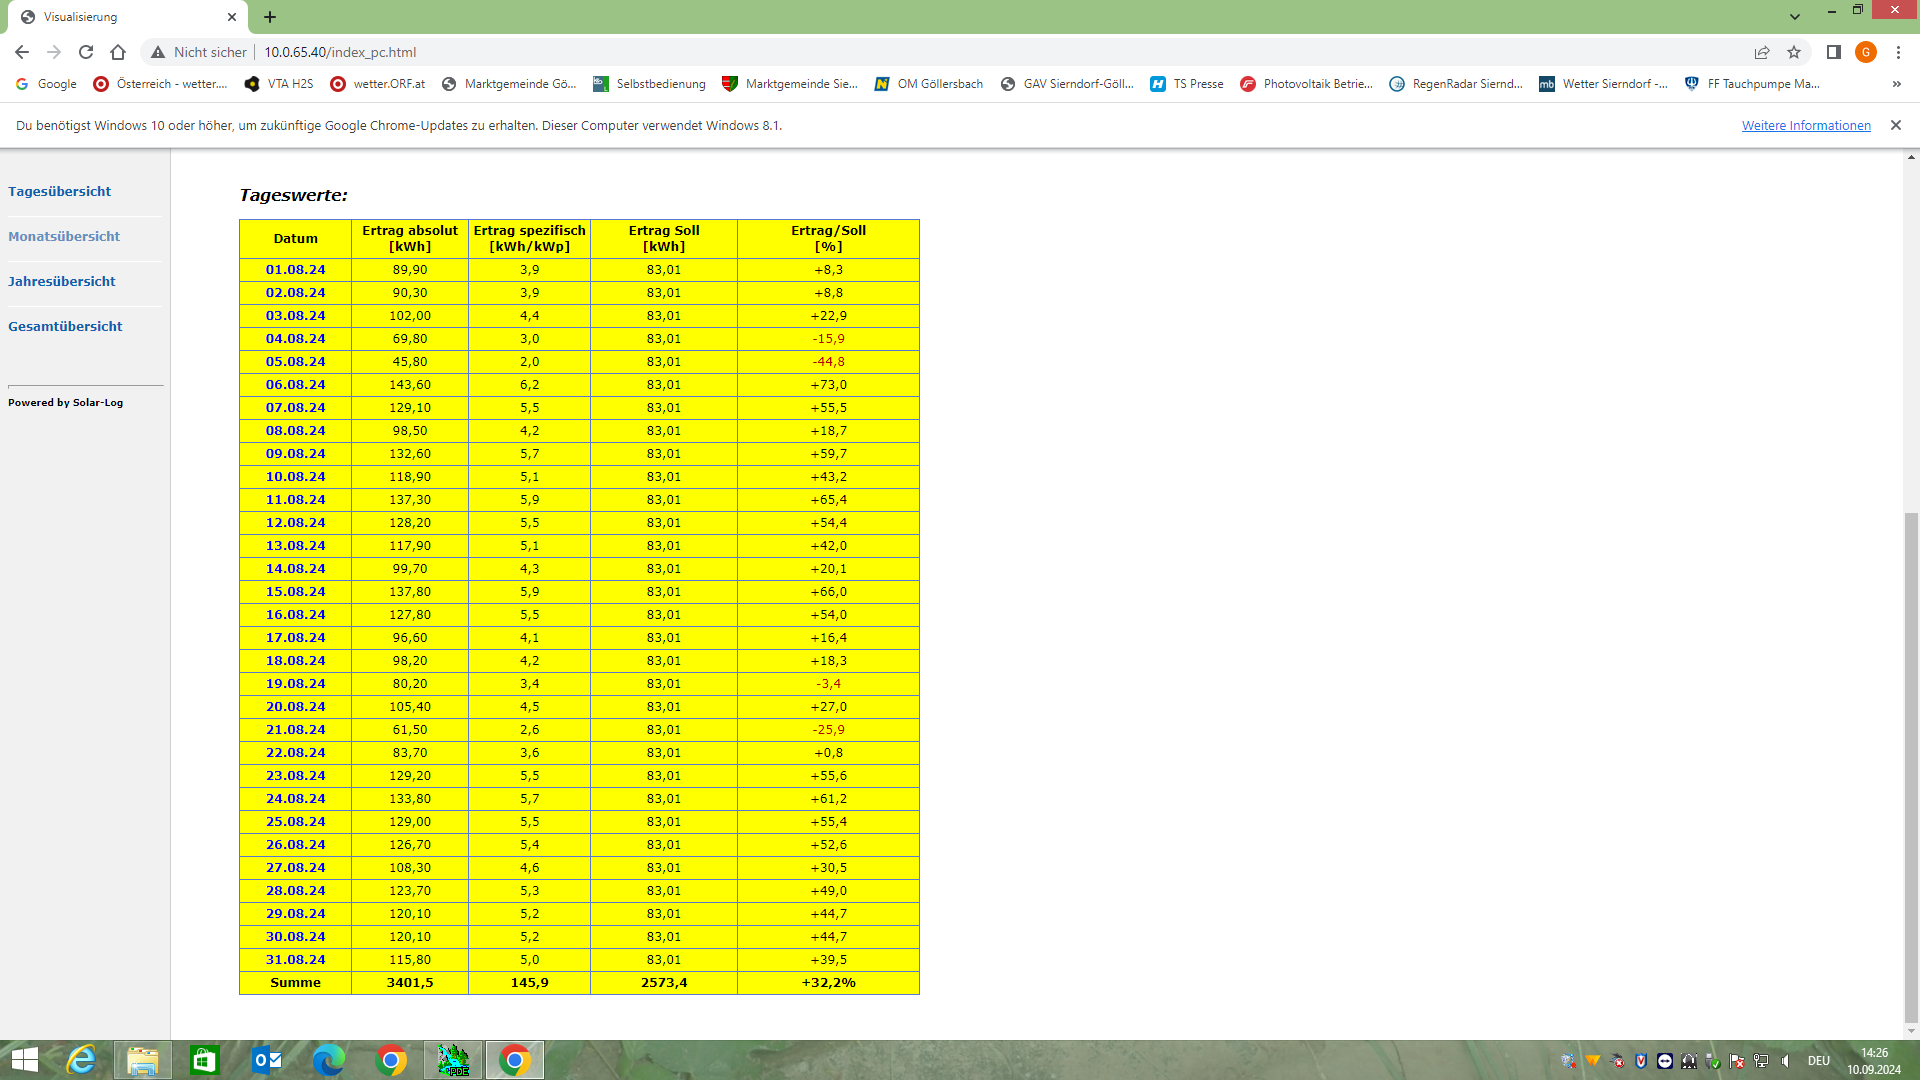 Visualisierung
Nicht sicher | 10.0.65.40/index_pc.html
G
Google
Österreich - wetter....
VTA H2S
wetter.ORF.at
Marktgemeinde Gö...
Selbstbedienung
Marktgemeinde Sie...
OM Göllersbach
GAV Sierndorf-Göll...
TS Presse
Photovoltaik Betrie...
RegenRadar Siernd...
Wetter Sierndorf -...
FF Tauchpumpe Ma...
Du benötigst Windows 10 oder höher, um zukünftige Google Chrome-Updates zu erhalten. Dieser Computer verwendet Windows 8.1.
Weitere Informationen
Tagesübersicht
Monatsübersicht
Jahresübersicht
Gesamtübersicht
Powered by Solar-Log
Tageswerte:
Datum Ertrag absolut [kWh] Ertrag spezifisch [kWh/kWp] Ertrag Soll [kWh] Ertrag/Soll [%]
01.08.24 89,90 3,9 83,01 +8,3
02.08.24 90,30 3,9 83,01 +8,8
03.08.24 102,00 4,4 83,01 +22,9
04.08.24 69,80 3,0 83,01 -15,9
05.08.24 45,80 2,0 83,01 -44,8
06.08.24 143,60 6,2 83,01 +73,0
07.08.24 129,10 5,5 83,01 +55,5
08.08.24 98,50 4,2 83,01 +18,7
09.08.24 132,60 5,7 83,01 +59,7
10.08.24 118,90 5,1 83,01 +43,2
11.08.24 137,30 5,9 83,01 +65,4
12.08.24 128,20 5,5 83,01 +54,4
13.08.24 117,90 5,1 83,01 +42,0
14.08.24 99,70 4,3 83,01 +20,1
15.08.24 137,80 5,9 83,01 +66,0
16.08.24 127,80 5,5 83,01 +54,0
17.08.24 96,60 4,1 83,01 +16,4
18.08.24 98,20 4,2 83,01 +18,3
19.08.24 80,20 3,4 83,01 -3,4
20.08.24 105,40 4,5 83,01 +27,0
21.08.24 61,50 2,6 83,01 -25,9
22.08.24 83,70 3,6 83,01 +0,8
23.08.24 129,20 5,5 83,01 +55,6
24.08.24 133,80 5,7 83,01 +61,2
25.08.24 129,00 5,5 83,01 +55,4
26.08.24 126,70 5,4 83,01 +52,6
27.08.24 108,30 4,6 83,01 +30,5
28.08.24 123,70 5,3 83,01 +49,0
29.08.24 120,10 5,2 83,01 +44,7
30.08.24 120,10 5,2 83,01 +44,7
31.08.24 115,80 5,0 83,01 +39,5
Summe 3401,5 145,9 2573,4 +32,2%
PDE
DEU
14:26
10.09.2024